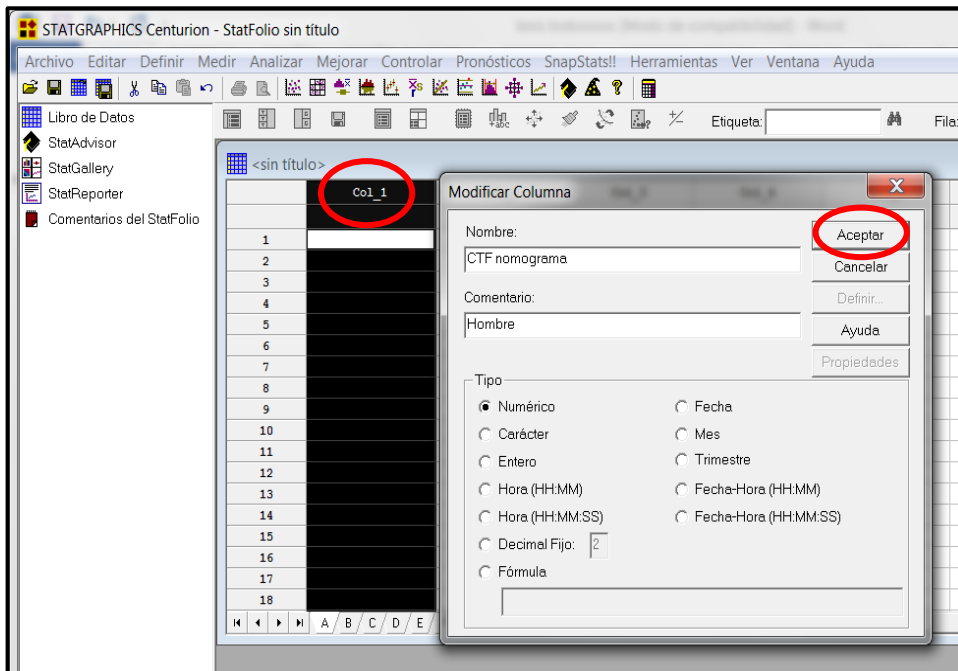 STATGRAPHICS Centurion - StatFolio sin título
Archivo Editar Definir Medir Analizar Mejorar Controlar Pronósticos SnapStats!! Herramientas Ver Ventana Ayuda
Libro de Datos
StatAdvisor
StatGallery
StatReporter
Comentarios del StatFolio
Etiqueta:
Fila:
<sin título>
Col_1
1
2
3
4
5
6
7
8
9
10
11
12
13
14
15
16
17
18
A B C D E
Modificar Columna
Nombre:
CTF nomograma
Comentario:
Hombre
Aceptar
Cancelar
Definir...
Ayuda
Propiedades
Tipo
Numérico
Carácter
Entero
Hora (HH:MM)
Hora (HH:MM:SS)
Decimal Fijo: 2
Fórmula
Fecha
Mes
Trimestre
Fecha-Hora (HH:MM)
Fecha-Hora (HH:MM:SS)